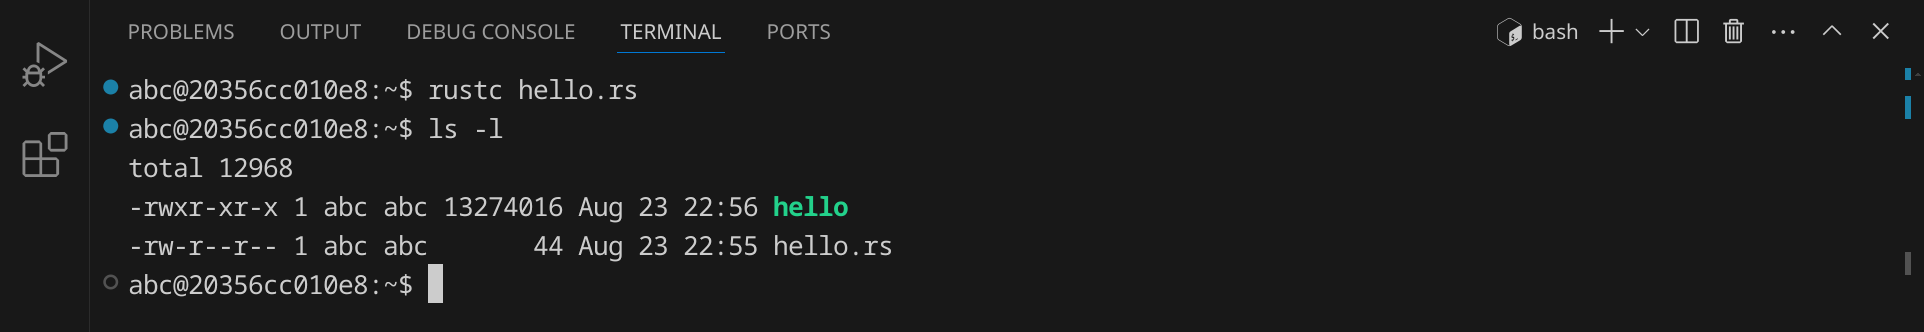 PROBLEMS OUTPUT DEBUG CONSOLE TERMINAL PORTS bash
abc@20356cc010e8:~$ rustc hello.rs
abc@20356cc010e8:~$ ls -l
total 12968
-rwxr-xr-x 1 abc abc 13274016 Aug 23 22:56 hello
-rw-r--r-- 1 abc abc       44 Aug 23 22:55 hello.rs
abc@20356cc010e8:~$